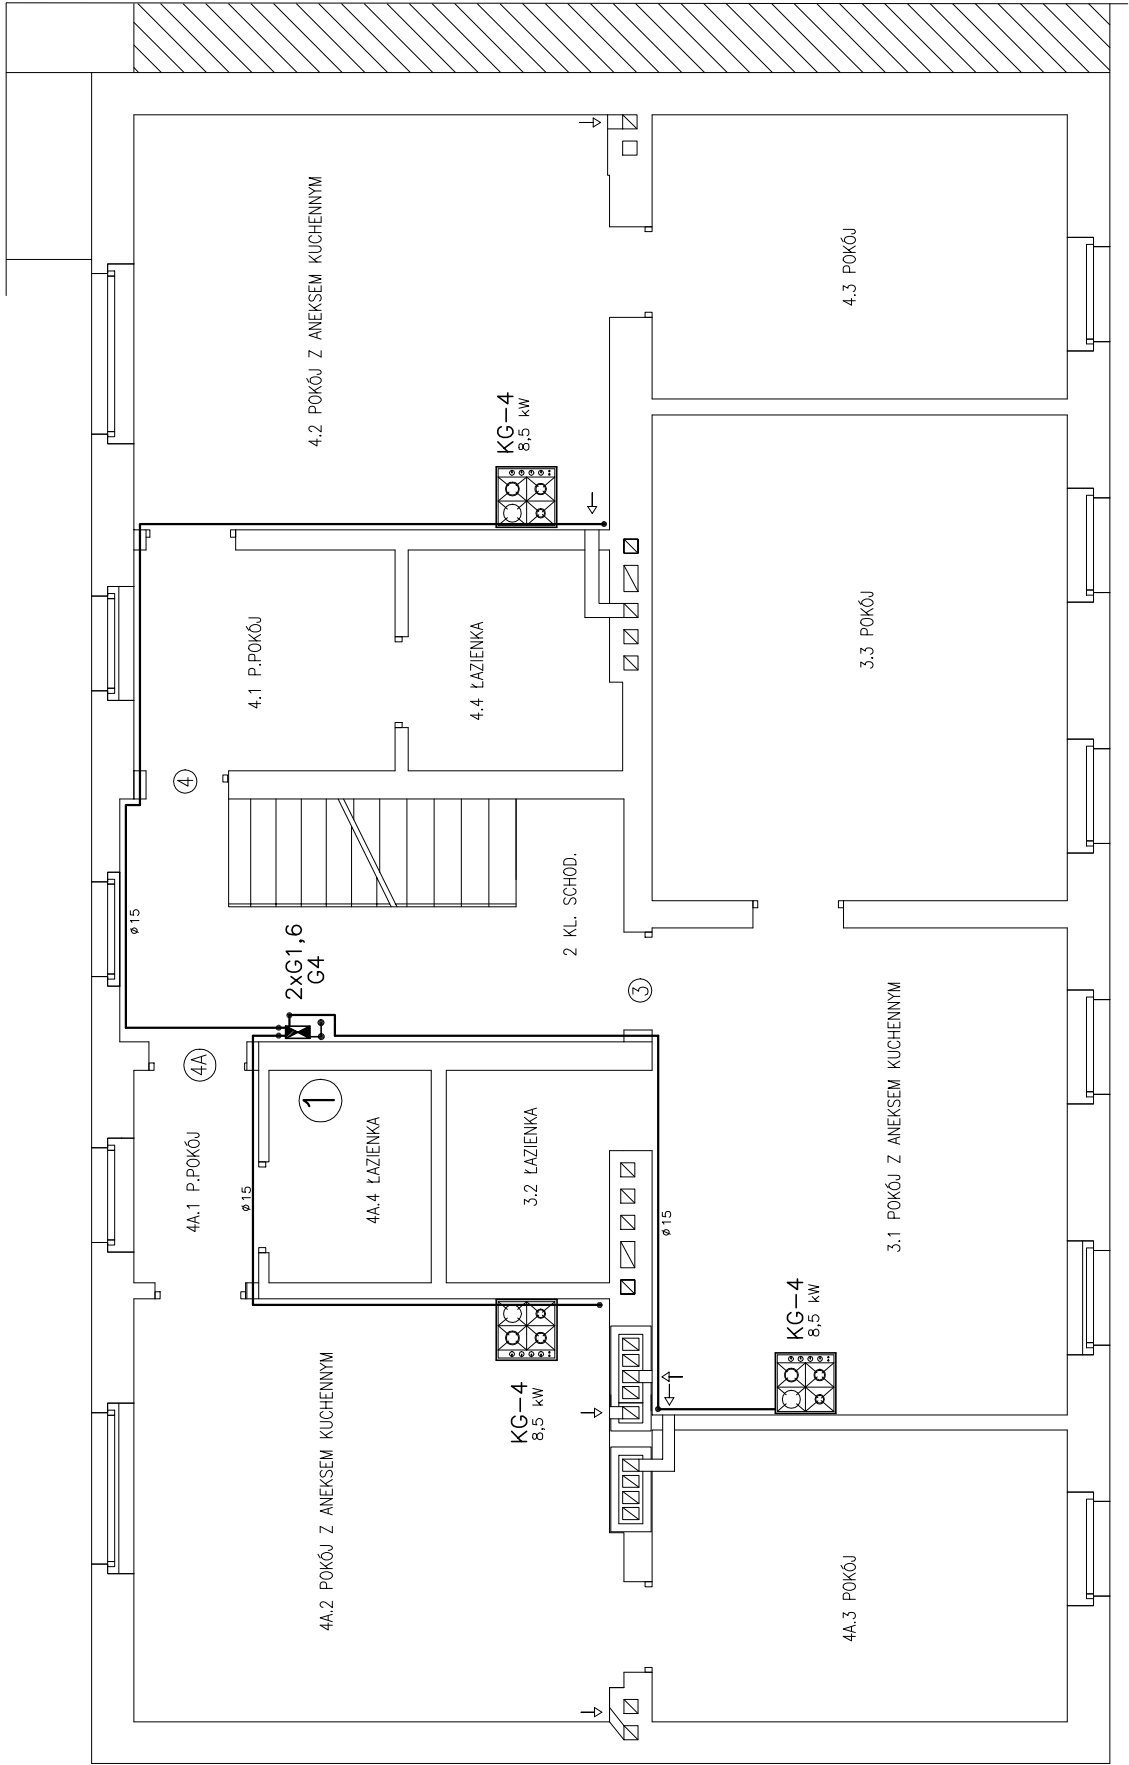 4.2 POKÓJ Z ANEKSEM KUCHENNYM
4.3 POKÓJ
KG-4
8,5 kW
4.1 P.POKÓJ
4.4 ŁAZIENKA
3.3 POKÓJ
4
ø15
2xG1,6
G4
2 KL. SCHOD.
3
4A
1
4A.1 P.POKÓJ
ø15
4A.4 ŁAZIENKA
3.2 ŁAZIENKA
ø15
3.1 POKÓJ Z ANEKSEM KUCHENNYM
KG-4
8,5 kW
KG-4
8,5 kW
4A.2 POKÓJ Z ANEKSEM KUCHENNYM
4A.3 POKÓJ